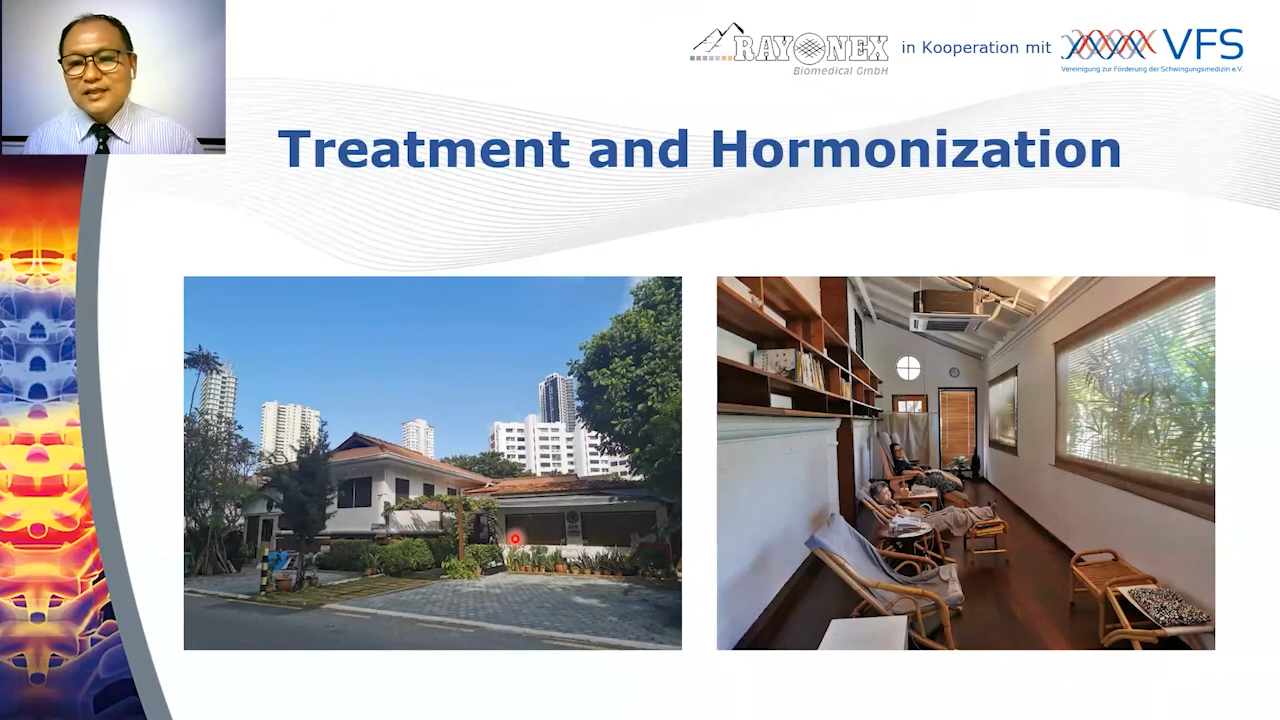 RAYONEX
Biomedical GmbH
in Kooperation mit
VFS
Vereinigung zur Förderung der Schwingungsmedizin e.V.
Treatment and Hormonization